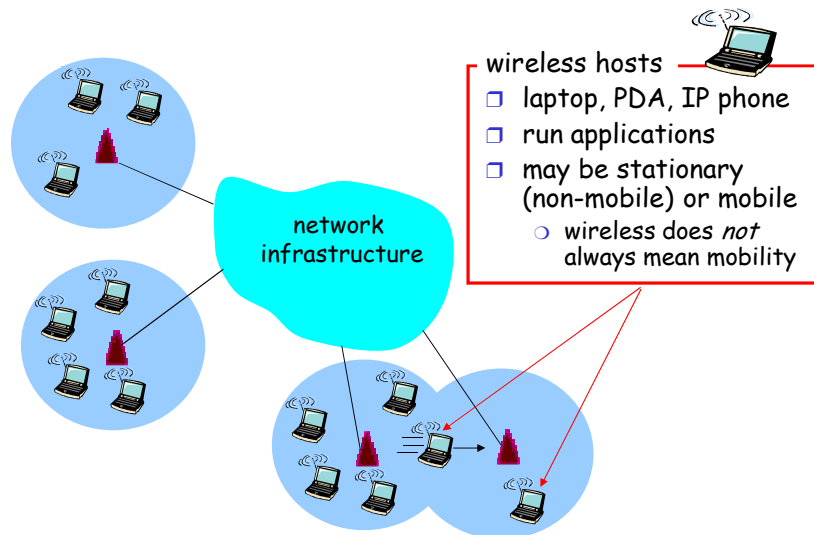 wireless hosts
laptop, PDA, IP phone
run applications
may be stationary
(non-mobile) or mobile
wireless does not
always mean mobility
network
infrastructure